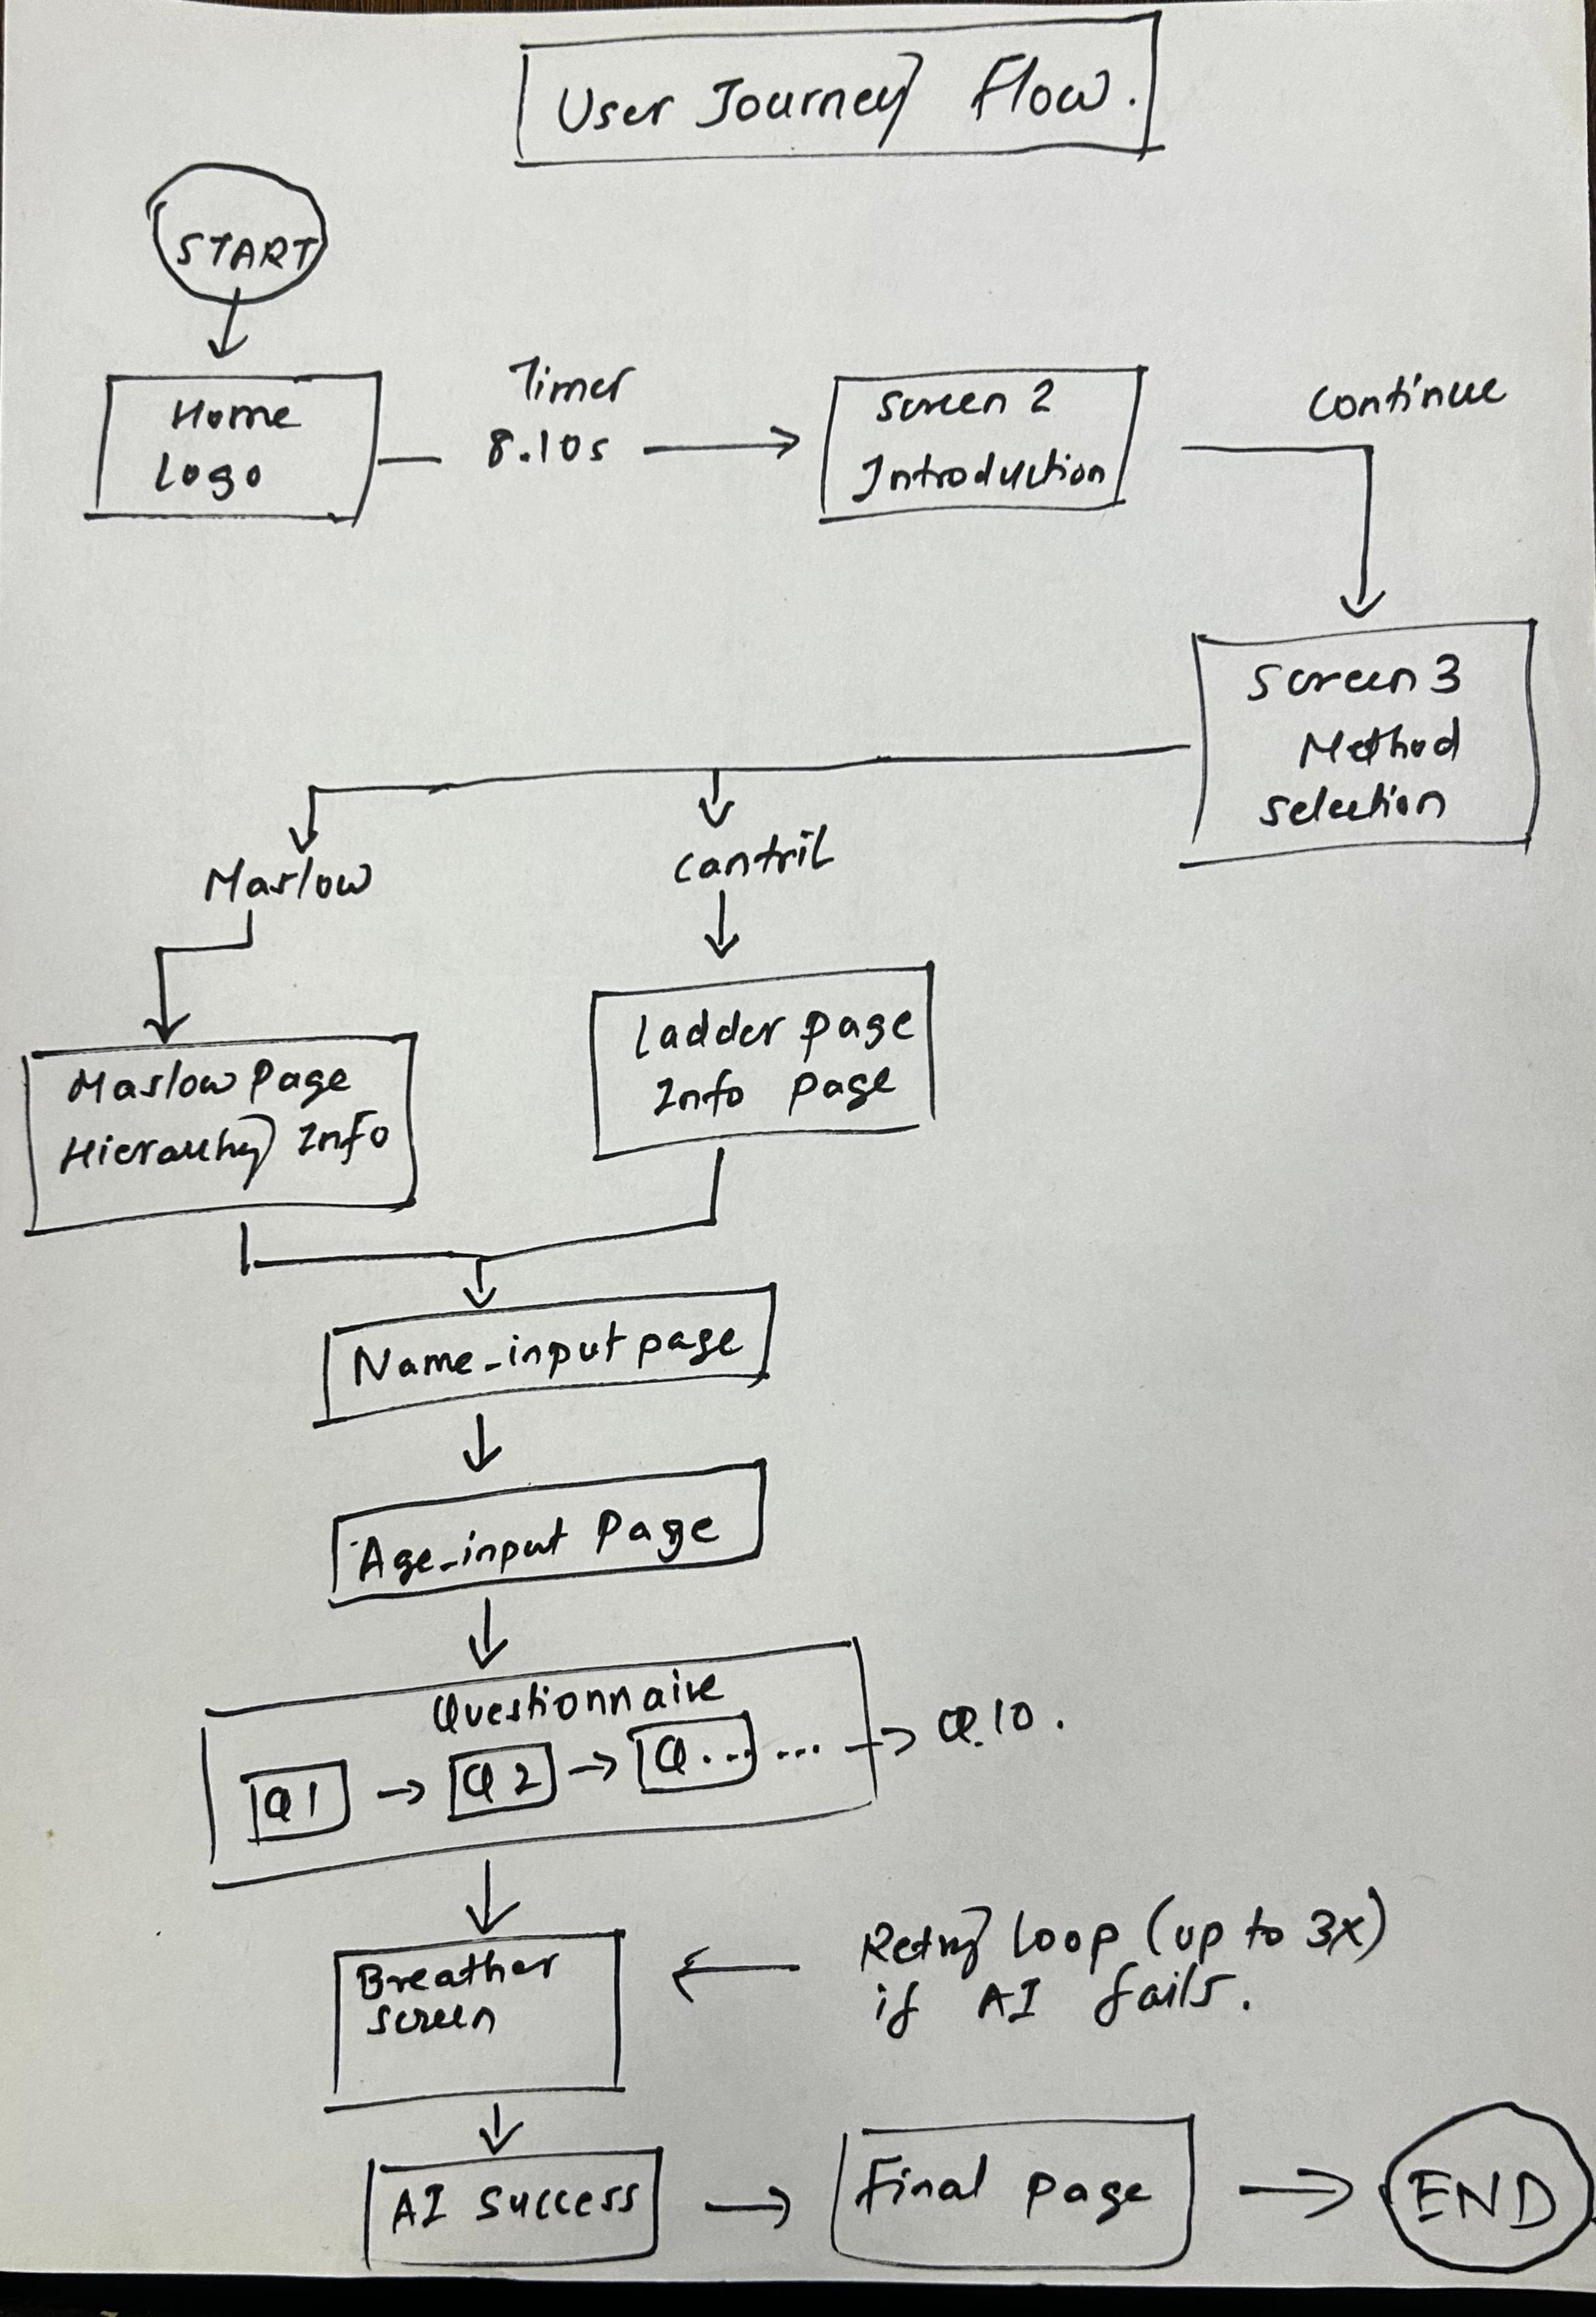 User Journey Flow.
START
Home
Logo
Timer
8.10s
Screen 2
Introduction
Continue
Screen 3
Method
Selection
Maslow
Cantril
Maslow Page
Hierarchy Info
Ladder Page
Info Page
Name_input page
Age_input Page
Questionnaire
Q1 → Q2 → Q... ... → Q.10.
Breather
Screen
Retry loop (up to 3x)
if AI fails.
AI Success
Final Page
END